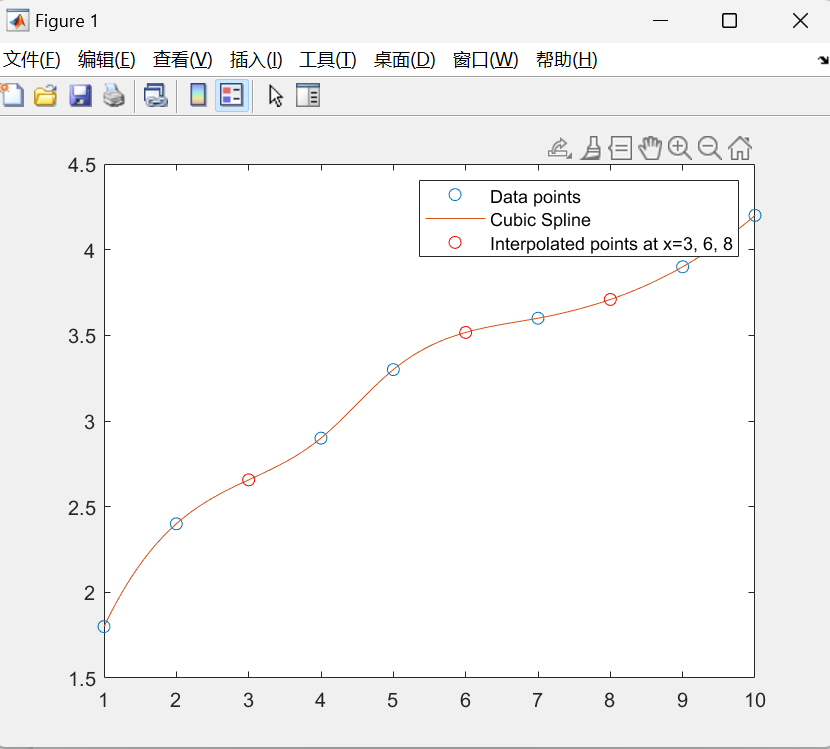 Figure 1
文件(F) 编辑(E) 查看(V) 插入(I) 工具(T) 桌面(D) 窗口(W) 帮助(H)
4.5
4
3.5
3
2.5
2
1.5
Data points
Cubic Spline
Interpolated points at x=3, 6, 8
1 2 3 4 5 6 7 8 9 10